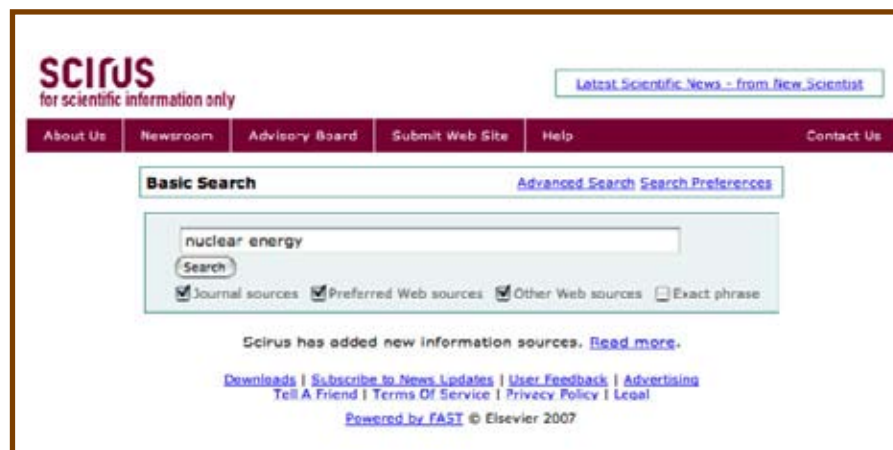 SCIRUS
for scientific information only
Latest Scientific News - from New Scientist
About Us Newsroom Advisory Board Submit Web Site Help Contact Us
Basic Search Advanced Search Search Preferences
nuclear energy
Search
Journal sources Preferred Web sources Other Web sources Exact phrase
Scirus has added new information sources. Read more.
Downloads | Subscribe to News Updates | User Feedback | Advertising
Tell A Friend | Terms Of Service | Privacy Policy | Legal
Powered by FAST © Elsevier 2007